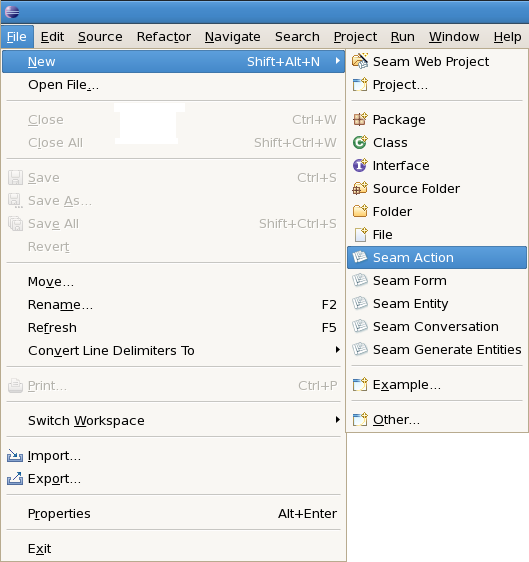 File Edit Source Refactor Navigate Search Project Run Window Help
New Shift+Alt+N
Open File...
Close Ctrl+W
Close All Shift+Ctrl+W
Save Ctrl+S
Save As...
Save All Shift+Ctrl+S
Revert
Move...
Rename... F2
Refresh F5
Convert Line Delimiters To
Print... Ctrl+P
Switch Workspace
Import...
Export...
Properties Alt+Enter
Exit
Seam Web Project
Project...
Package
Class
Interface
Source Folder
Folder
File
Seam Action
Seam Form
Seam Entity
Seam Conversation
Seam Generate Entities
Example...
Other...